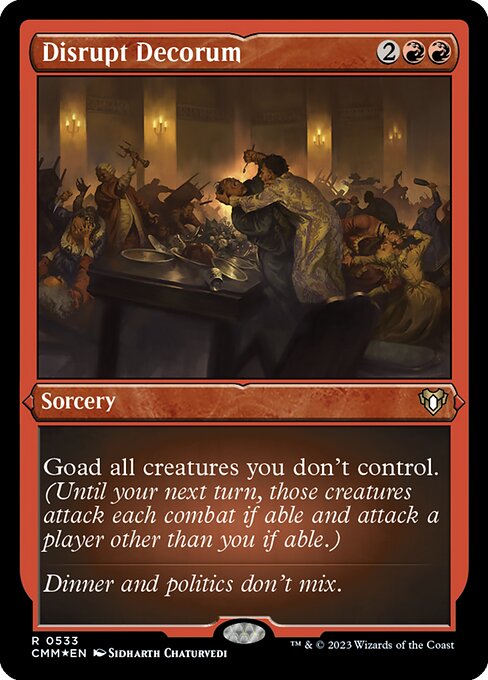 Disrupt Decorum 2
Sorcery
Goad all creatures you don't control.
(Until your next turn, those creatures
attack each combat if able and attack a
player other than you if able.)
Dinner and politics don't mix.
R 0533
CMM★EN Sidharth Chaturvedi
™ & © 2023 Wizards of the Coast